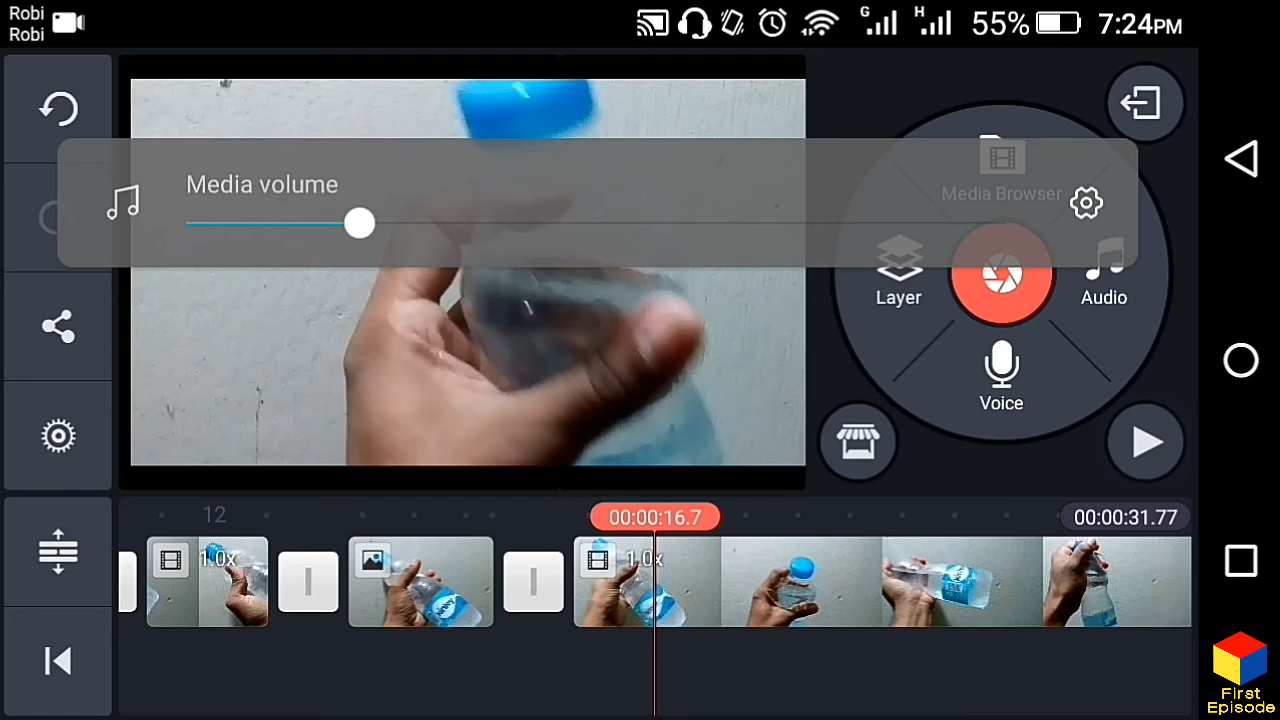 Robi
Robi
G
H
55%
7:24PM
Media volume
Media Browser
Layer
Audio
Voice
12
00:00:16.7
00:00:31.77
1.0x
1.0x
First
Episode